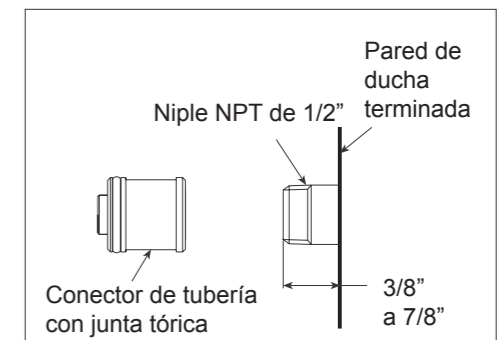 Pared de
ducha
terminada
Niple NPT de 1/2”
Conector de tubería
con junta tórica
3/8”
a 7/8”